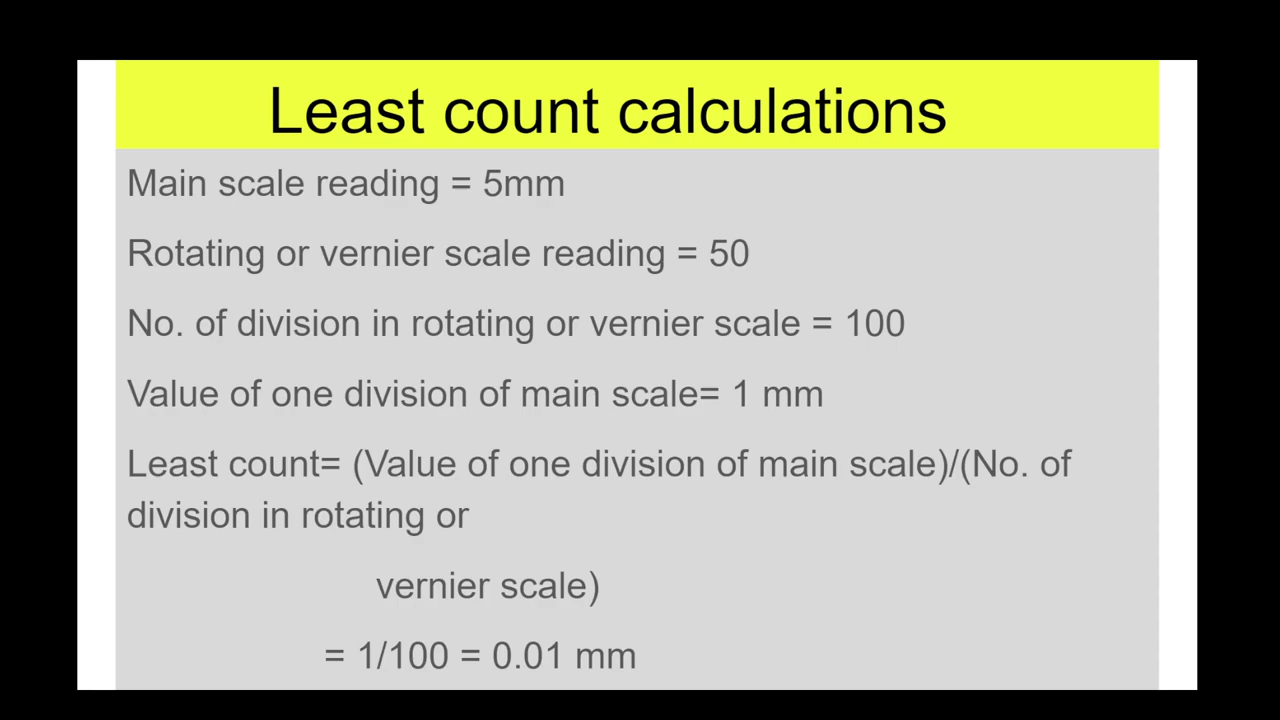 Least count calculations
Main scale reading = 5mm
Rotating or vernier scale reading = 50
No. of division in rotating or vernier scale = 100
Value of one division of main scale= 1 mm
Least count= (Value of one division of main scale)/(No. of
division in rotating or
vernier scale)
= 1/100 = 0.01 mm